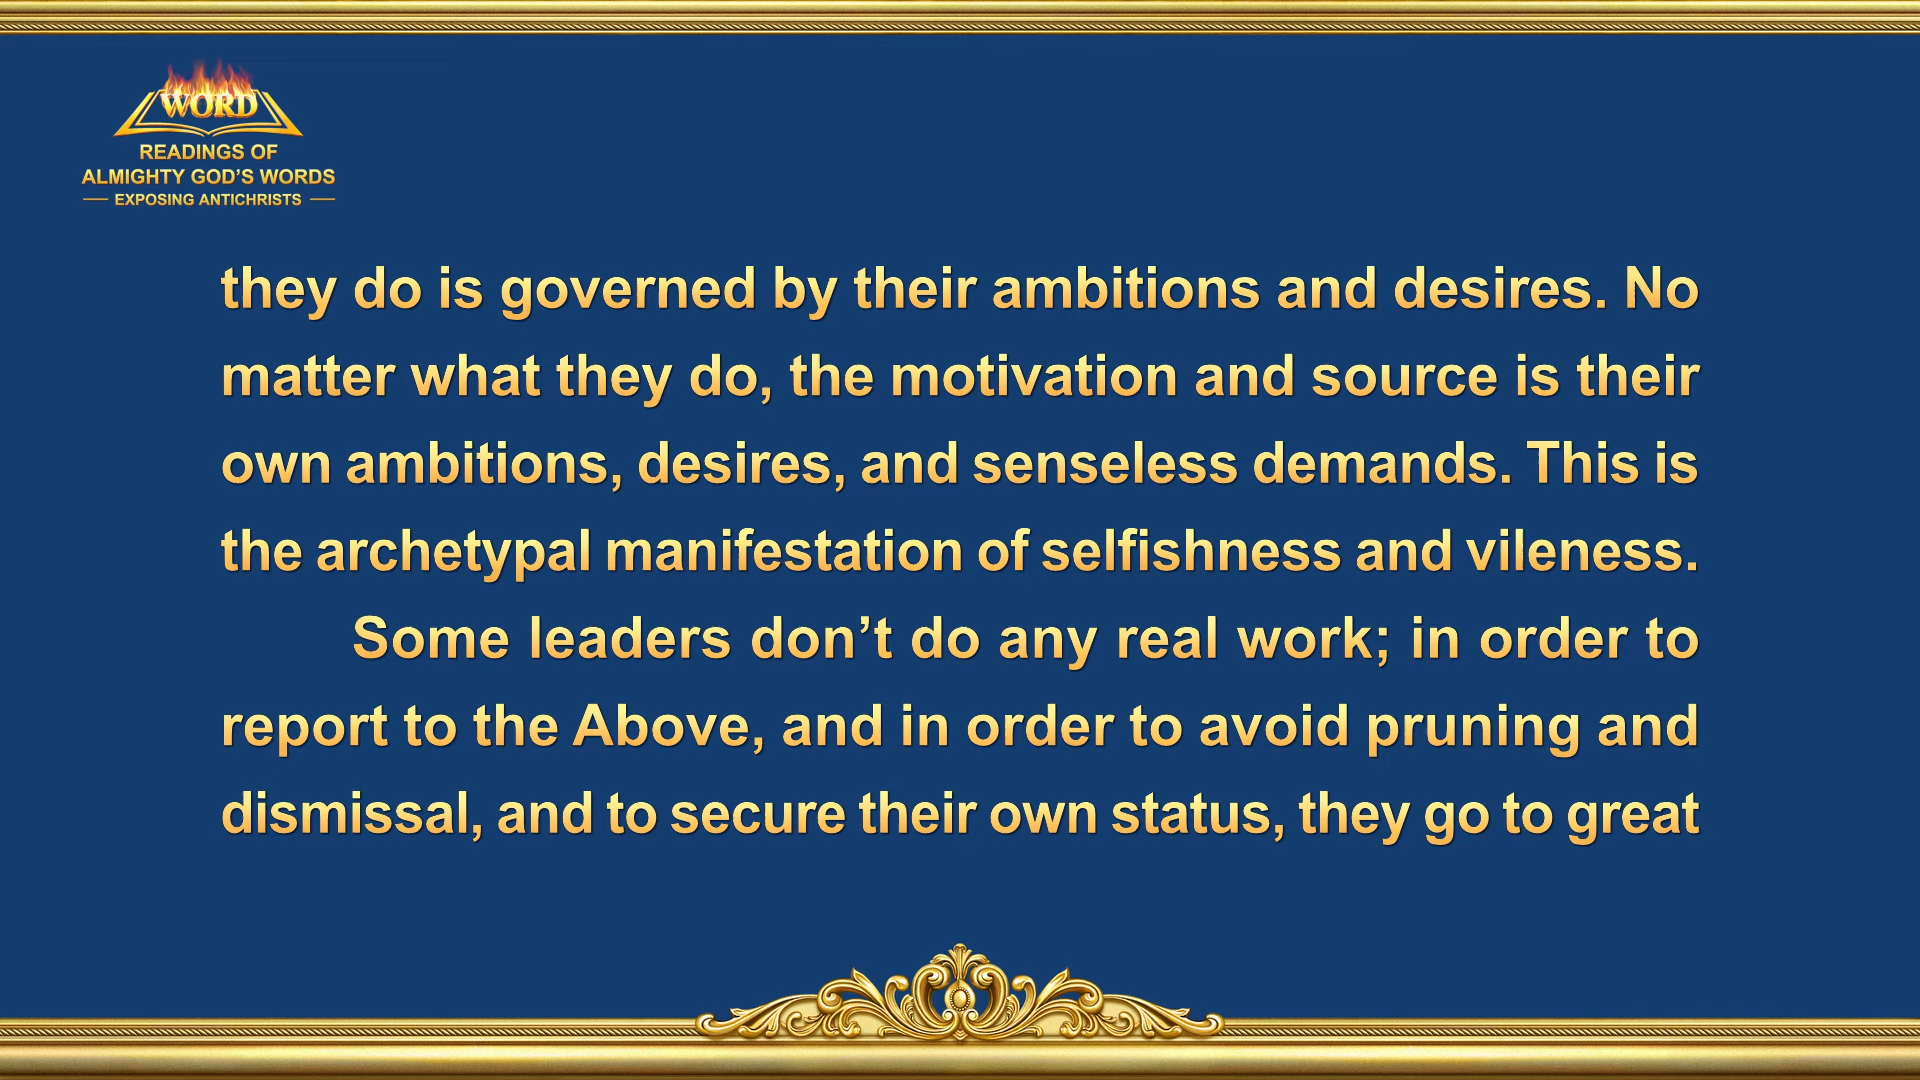 WORD
READINGS OF
ALMIGHTY GOD'S WORDS
EXPOSING ANTICHRISTS
they do is governed by their ambitions and desires. No
matter what they do, the motivation and source is their
own ambitions, desires, and senseless demands. This is
the archetypal manifestation of selfishness and vileness.
Some leaders don't do any real work; in order to
report to the Above, and in order to avoid pruning and
dismissal, and to secure their own status, they go to great